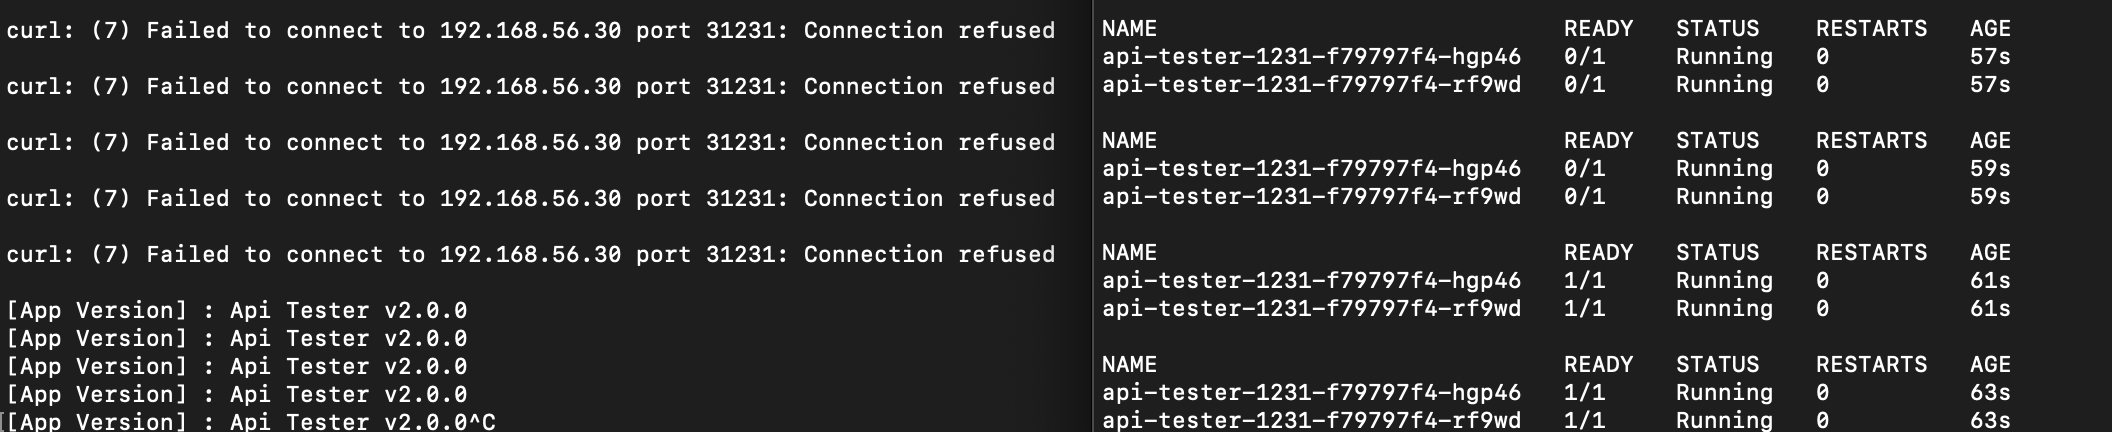 curl: (7) Failed to connect to 192.168.56.30 port 31231: Connection refused
curl: (7) Failed to connect to 192.168.56.30 port 31231: Connection refused
curl: (7) Failed to connect to 192.168.56.30 port 31231: Connection refused
curl: (7) Failed to connect to 192.168.56.30 port 31231: Connection refused
curl: (7) Failed to connect to 192.168.56.30 port 31231: Connection refused
[App Version] : Api Tester v2.0.0
[App Version] : Api Tester v2.0.0
[App Version] : Api Tester v2.0.0
[App Version] : Api Tester v2.0.0
[App Version] : Api Tester v2.0.0^C
NAME READY STATUS RESTARTS AGE
api-tester-1231-f79797f4-hgp46 0/1 Running 0 57s
api-tester-1231-f79797f4-rf9wd 0/1 Running 0 57s
NAME READY STATUS RESTARTS AGE
api-tester-1231-f79797f4-hgp46 0/1 Running 0 59s
api-tester-1231-f79797f4-rf9wd 0/1 Running 0 59s
NAME READY STATUS RESTARTS AGE
api-tester-1231-f79797f4-hgp46 1/1 Running 0 61s
api-tester-1231-f79797f4-rf9wd 1/1 Running 0 61s
NAME READY STATUS RESTARTS AGE
api-tester-1231-f79797f4-hgp46 1/1 Running 0 63s
api-tester-1231-f79797f4-rf9wd 1/1 Running 0 63s